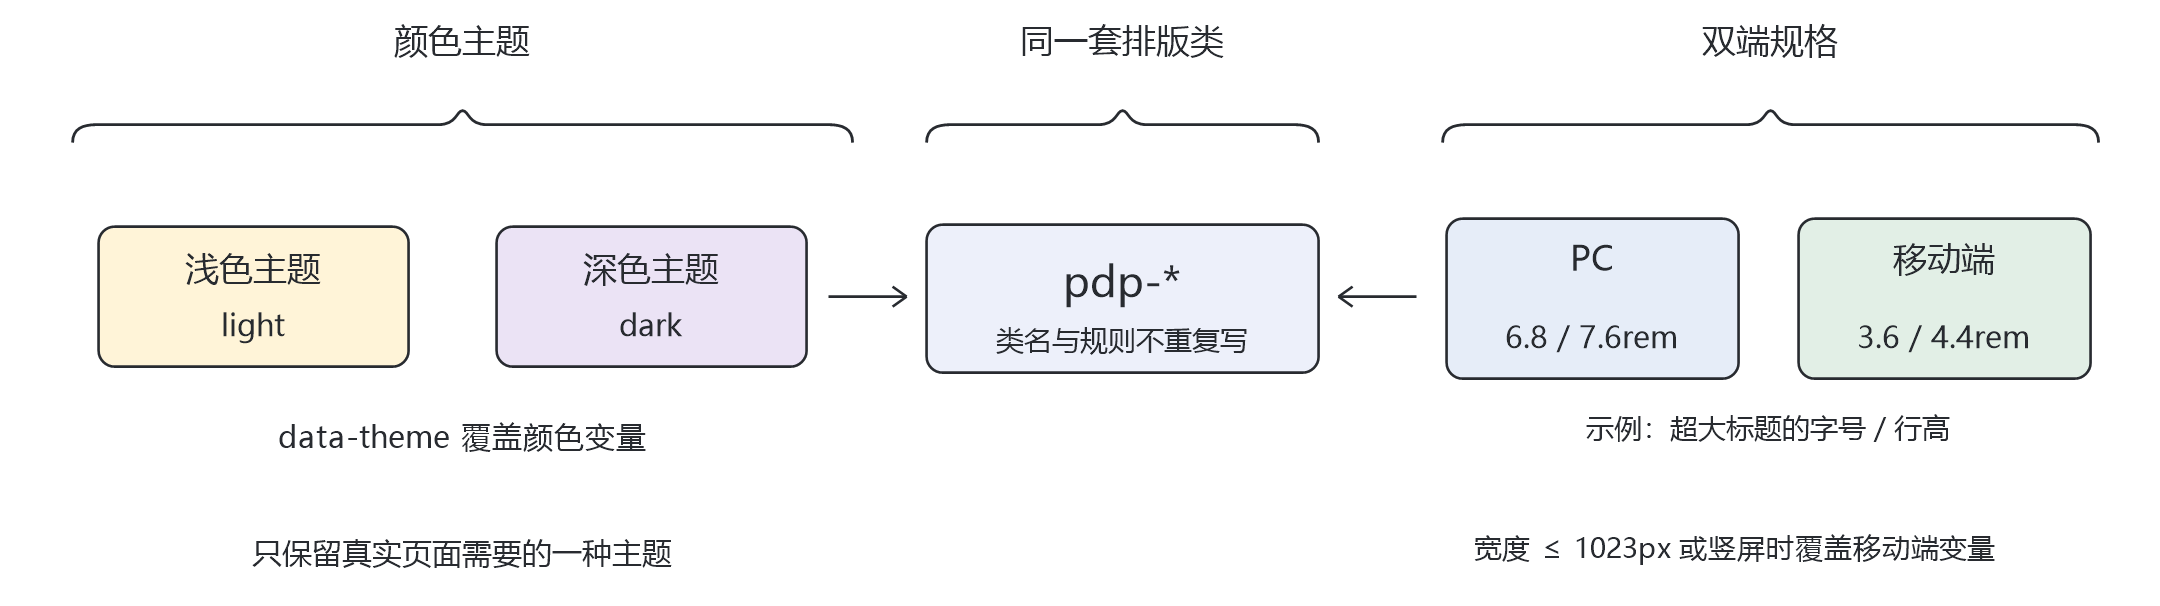 颜色主题
同一套排版类
双端规格
浅色主题
light
深色主题
dark
pdp-*
类名与规则不重复写
PC
6.8 / 7.6rem
移动端
3.6 / 4.4rem
data-theme 覆盖颜色变量
示例：超大标题的字号 / 行高
只保留真实页面需要的一种主题
宽度 ≤ 1023px 或竖屏时覆盖移动端变量